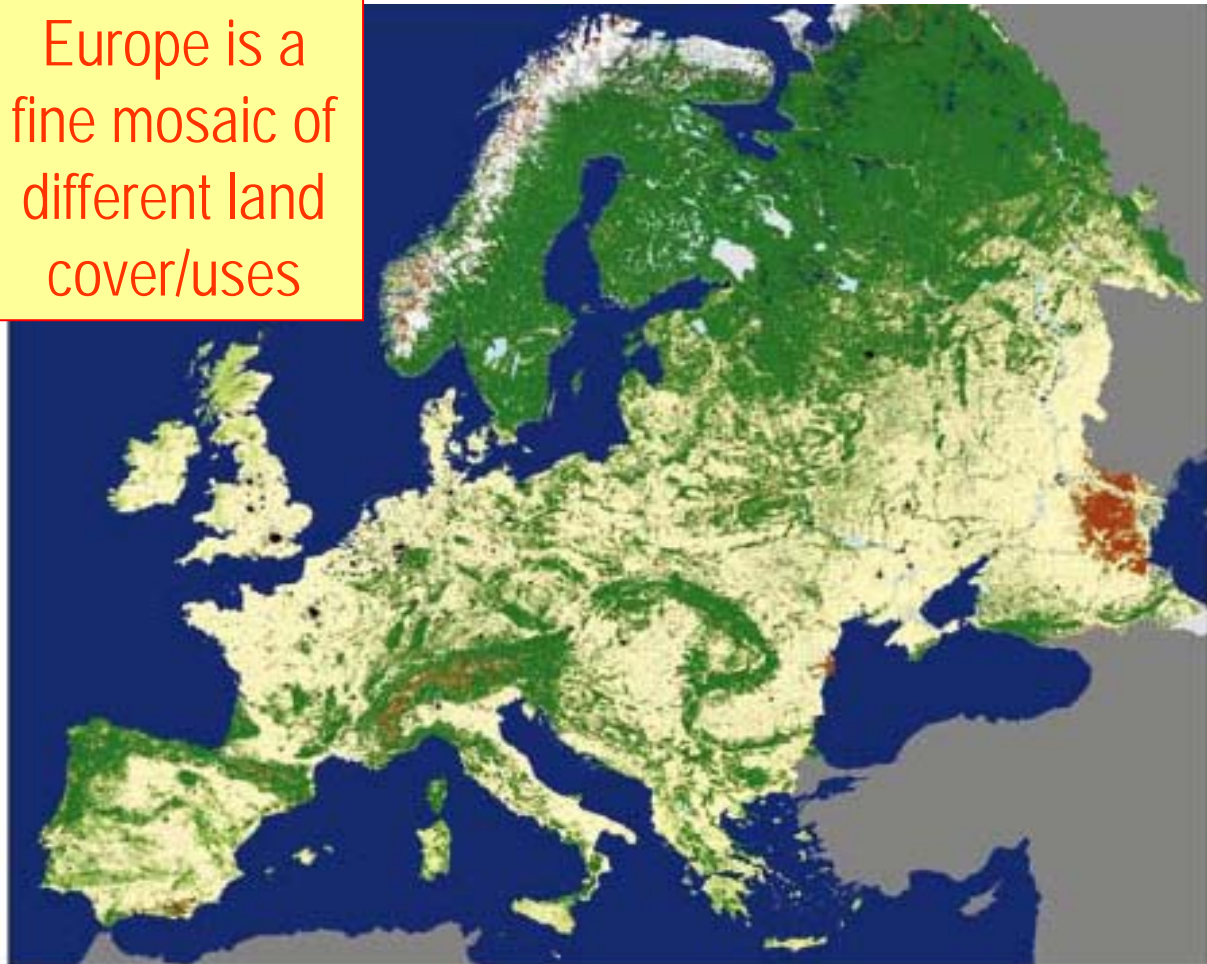 Europe is a
fine mosaic of
different land
cover/uses